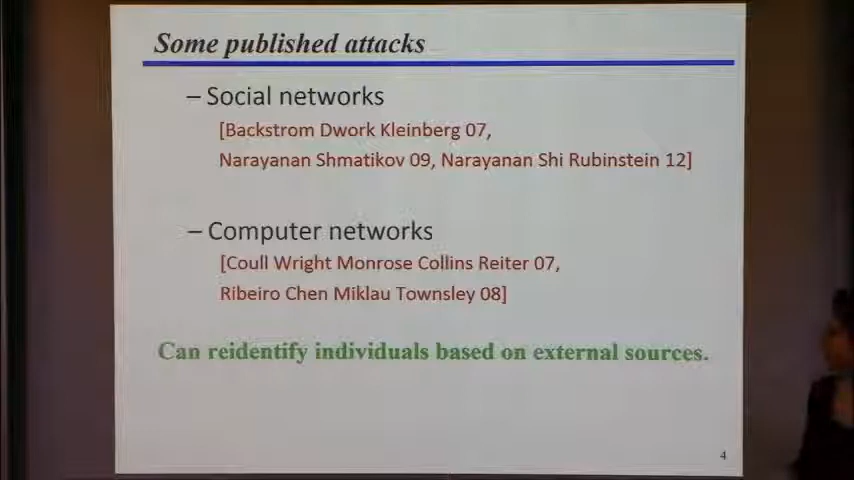 Some published attacks
– Social networks
[Backstrom Dwork Kleinberg 07,
Narayanan Shmatikov 09, Narayanan Shi Rubinstein 12]
– Computer networks
[Coull Wright Monrose Collins Reiter 07,
Ribeiro Chen Miklau Townsley 08]
Can reidentify individuals based on external sources.
4